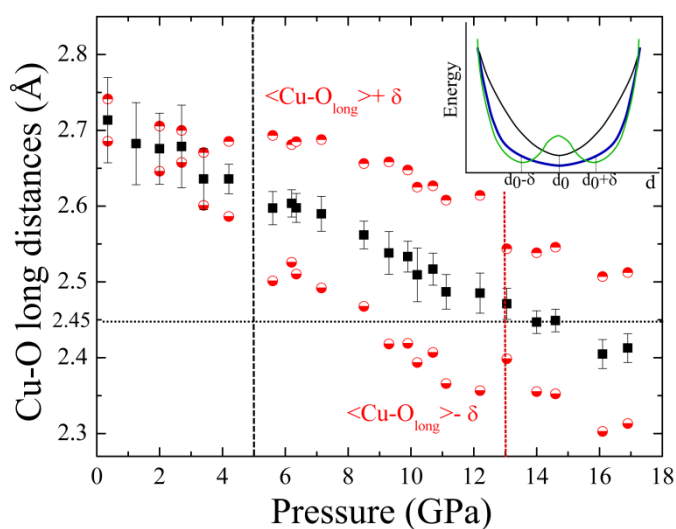 2.8
2.7
2.6
2.5
2.45
2.4
2.3
Cu-O long distances (Å)
<Cu-O_long>+ δ
<Cu-O_long>- δ
Energy
d₀-δ d₀ d₀+δ d
0 2 4 6 8 10 12 14 16 18
Pressure (GPa)